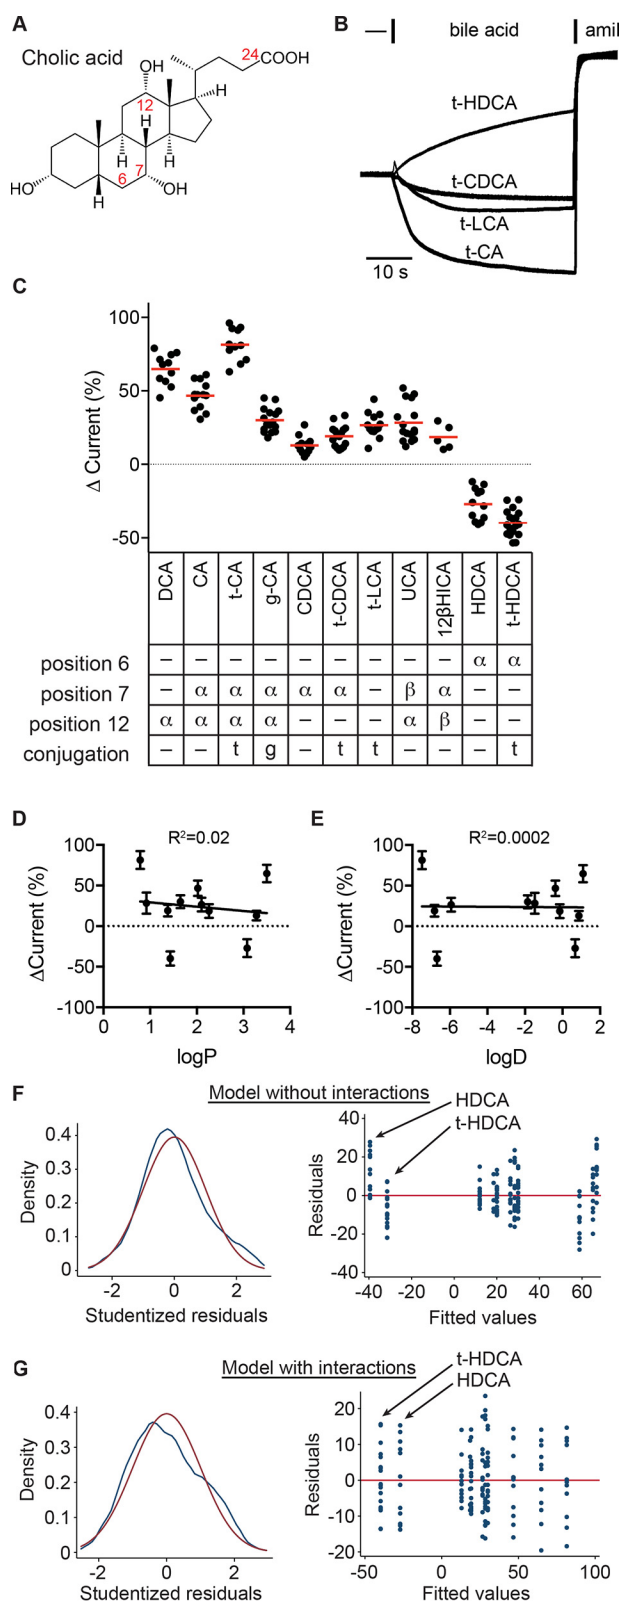 A
Cholic acid
24
COOH
OH
12
H
H
H
H
7
6
HO
OH
H
B
— bile acid amil
t-HDCA
t-CDCA
t-LCA
t-CA
10 s
C
Δ Current (%)
100
50
0
-50
DCA CA t-CA g-CA CDCA t-CDCA t-LCA UCA 12βHICA HDCA t-HDCA
position 6 – – – – – – – – – α α
position 7 – α α α α α – β α – –
position 12 α α α α – – – α β – –
conjugation – – t g – t t – – – t
D
R²=0.02
ΔCurrent (%)
100
50
0
-50
-100
0 1 2 3 4
logP
E
R²=0.0002
ΔCurrent (%)
100
50
0
-50
-100
-8 -6 -4 -2 0 2
logD
F
Model without interactions
Density
0.4
0.3
0.2
0.1
0
-2 0 2
Studentized residuals
HDCA
t-HDCA
Residuals
40
20
0
-20
-40
-40 -20 0 20 40 60
Fitted values
G
Model with interactions
Density
0.4
0.3
0.2
0.1
0
-2 0 2
Studentized residuals
t-HDCA
HDCA
Residuals
20
10
0
-10
-20
-50 0 50 100
Fitted values